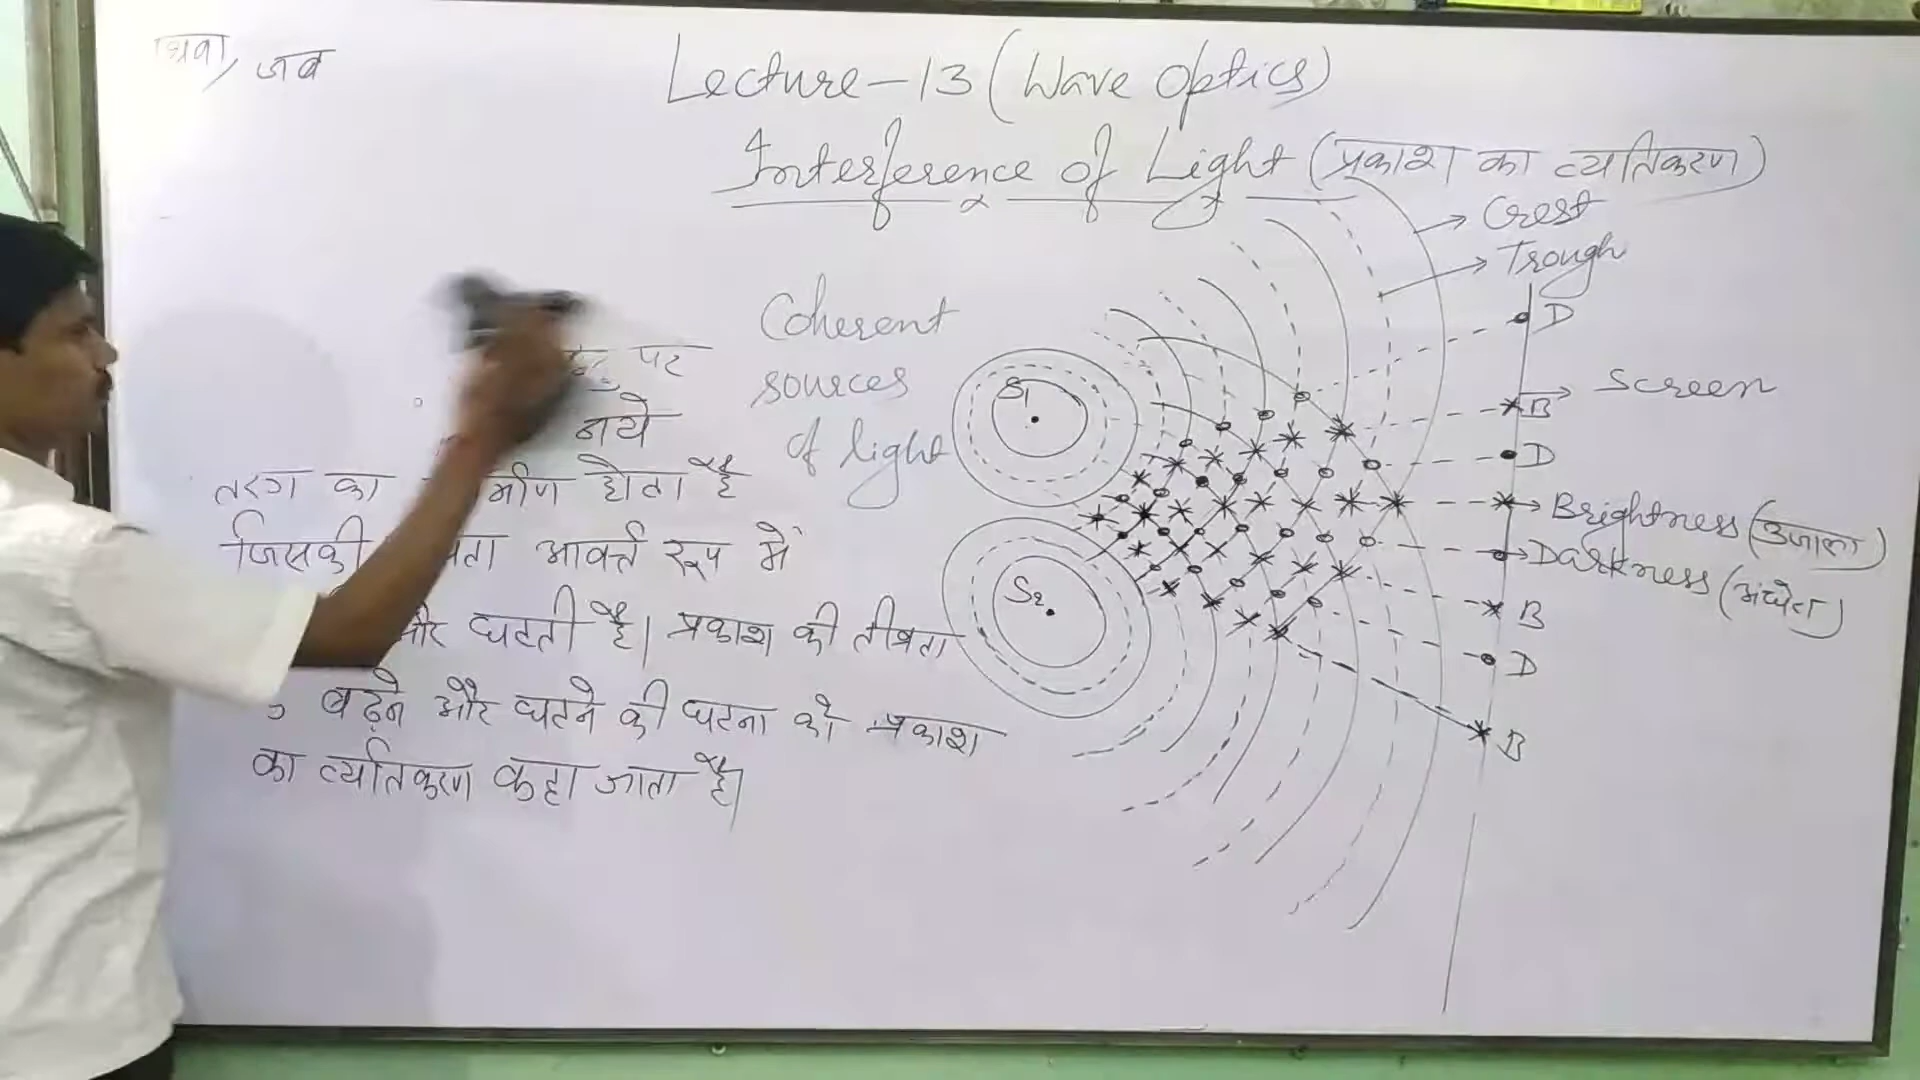 जब
Lecture-13 (Wave Optics)
Interference of Light (प्रकाश का व्यतिकरण)
Crest
Trough
Coherent
sources
of light
पर
नये
तरंग का होता है
जिसकी आवर्त्त रूप में
घटती है। प्रकाश की तीव्रता
बढ़ने और घटने की घटना को प्रकाश
का व्यतिकरण कहा जाता है।
S₁
S₂
D
B
Screen
D
Brightness (उजाला)
Darkness (अंधेरा)
B
D
B